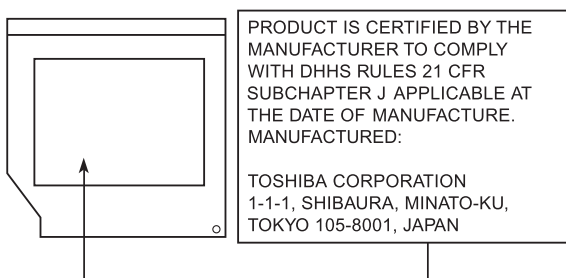 PRODUCT IS CERTIFIED BY THE
MANUFACTURER TO COMPLY
WITH DHHS RULES 21 CFR
SUBCHAPTER J APPLICABLE AT
THE DATE OF MANUFACTURE.
MANUFACTURED:
TOSHIBA CORPORATION
1-1-1, SHIBAURA, MINATO-KU,
TOKYO 105-8001, JAPAN